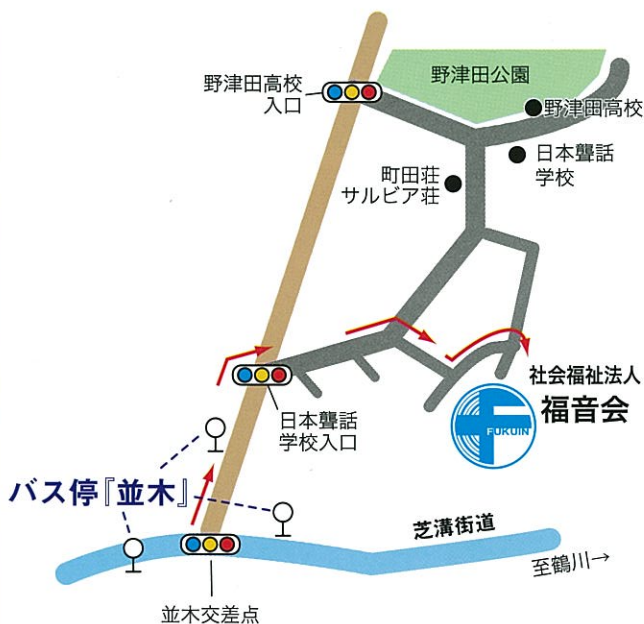 野津田公園
野津田高校
入口
野津田高校
日本聾話
学校
町田荘
サルビア荘
社会福祉法人
福音会
FUKUIN
日本聾話
学校入口
バス停『並木』
芝溝街道
至鶴川→
並木交差点